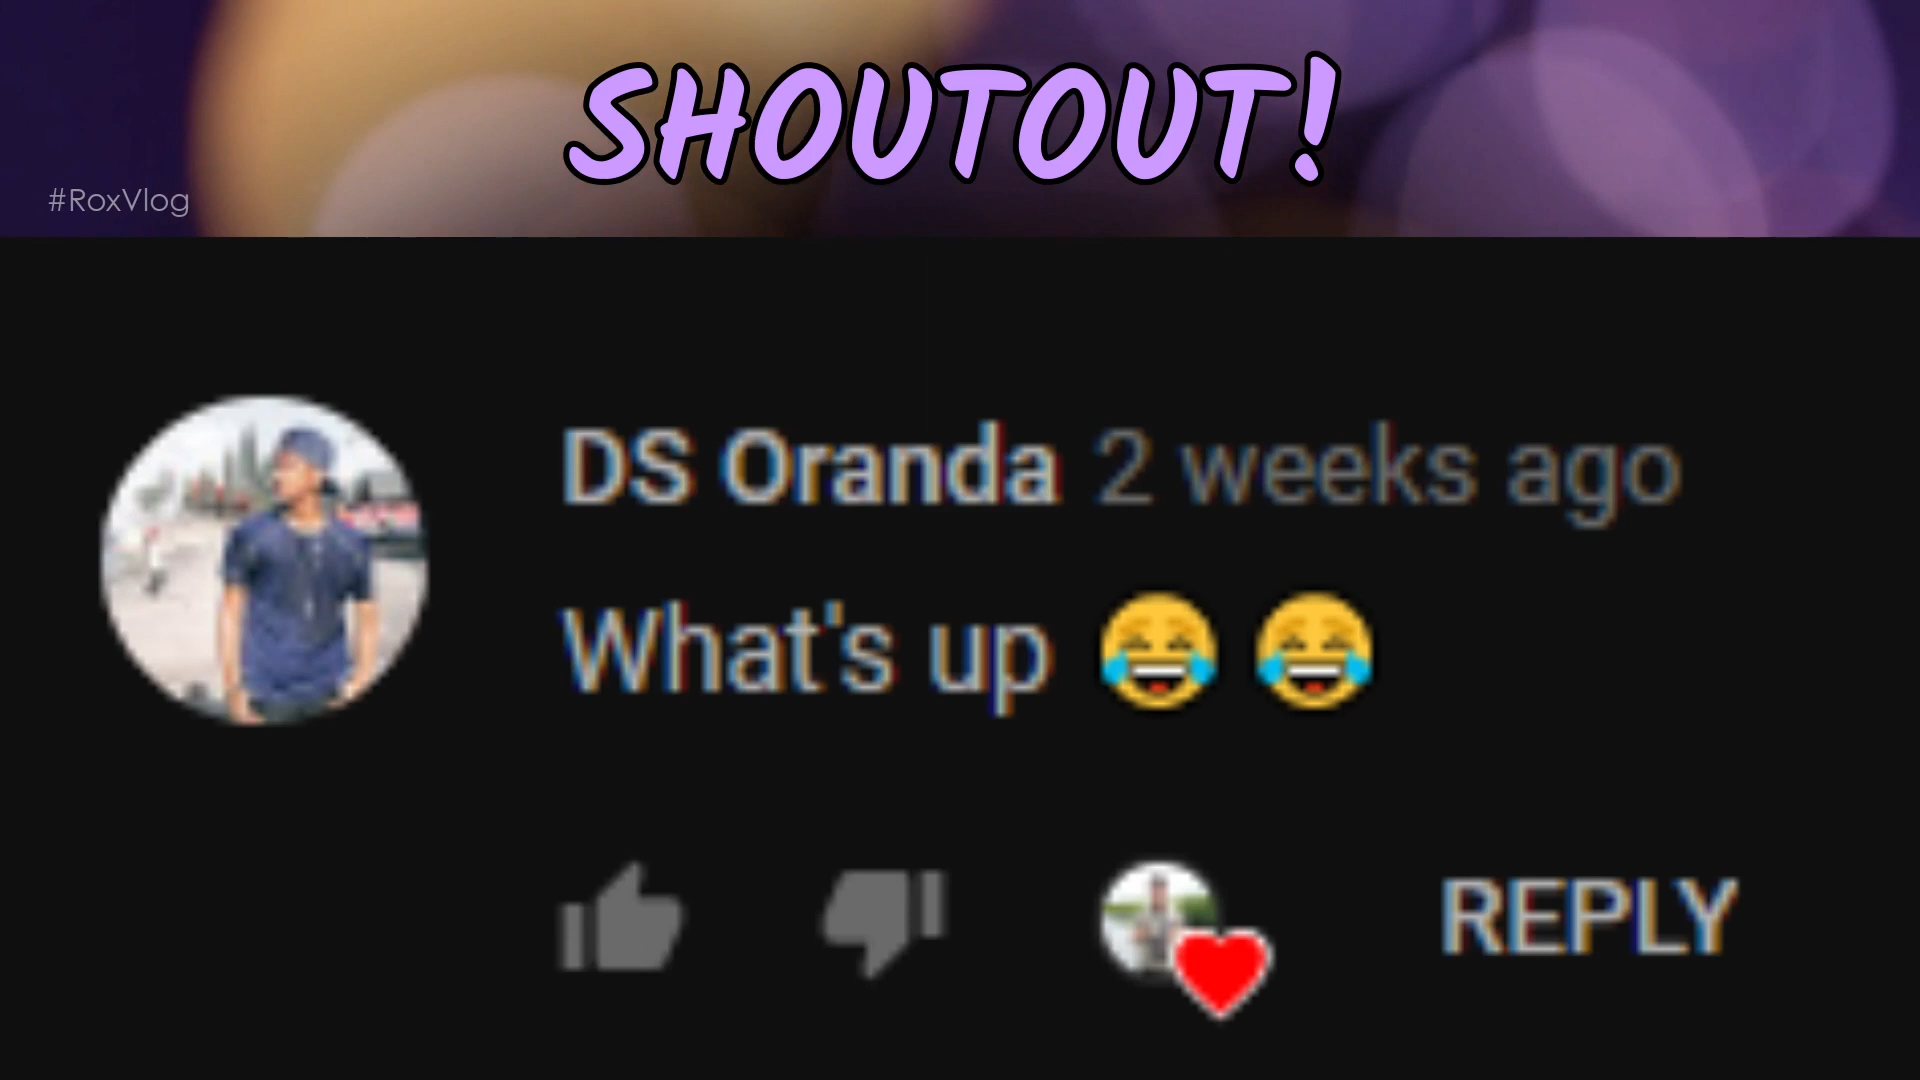 SHOUTOUT!
#RoxVlog
DS Oranda 2 weeks ago
What's up 😂 😂
REPLY